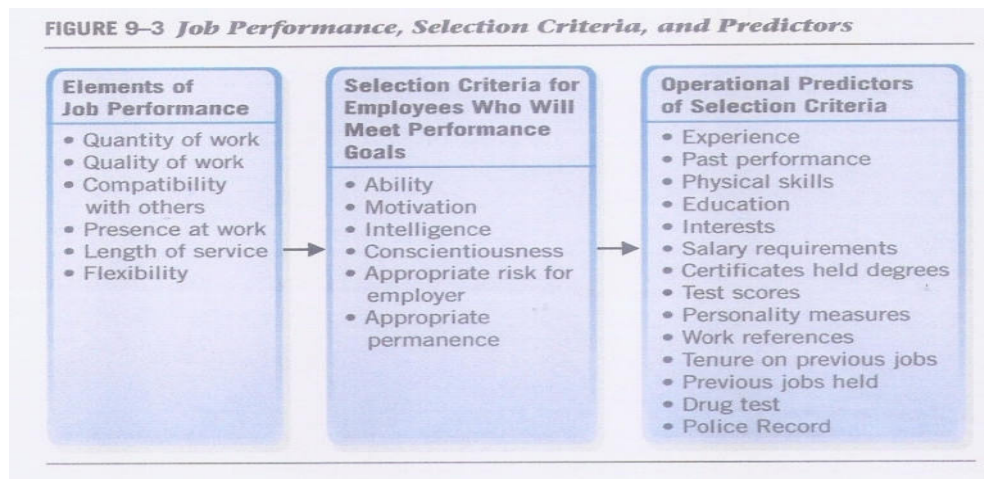 FIGURE 9–3 Job Performance, Selection Criteria, and Predictors
Elements of
Job Performance
• Quantity of work
• Quality of work
• Compatibility
with others
• Presence at work
• Length of service
• Flexibility
Selection Criteria for
Employees Who Will
Meet Performance
Goals
• Ability
• Motivation
• Intelligence
• Conscientiousness
• Appropriate risk for
employer
• Appropriate
permanence
Operational Predictors
of Selection Criteria
• Experience
• Past performance
• Physical skills
• Education
• Interests
• Salary requirements
• Certificates held degrees
• Test scores
• Personality measures
• Work references
• Tenure on previous jobs
• Previous jobs held
• Drug test
• Police Record